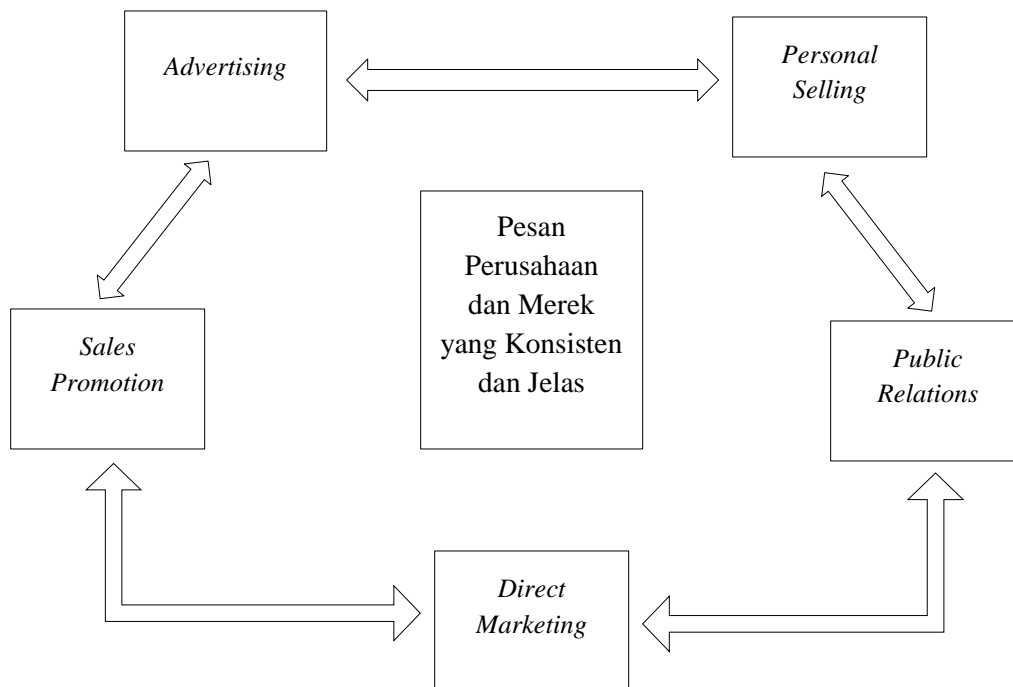 Advertising
Personal
Selling
Pesan
Perusahaan
dan Merek
yang Konsisten
dan Jelas
Sales
Promotion
Public
Relations
Direct
Marketing